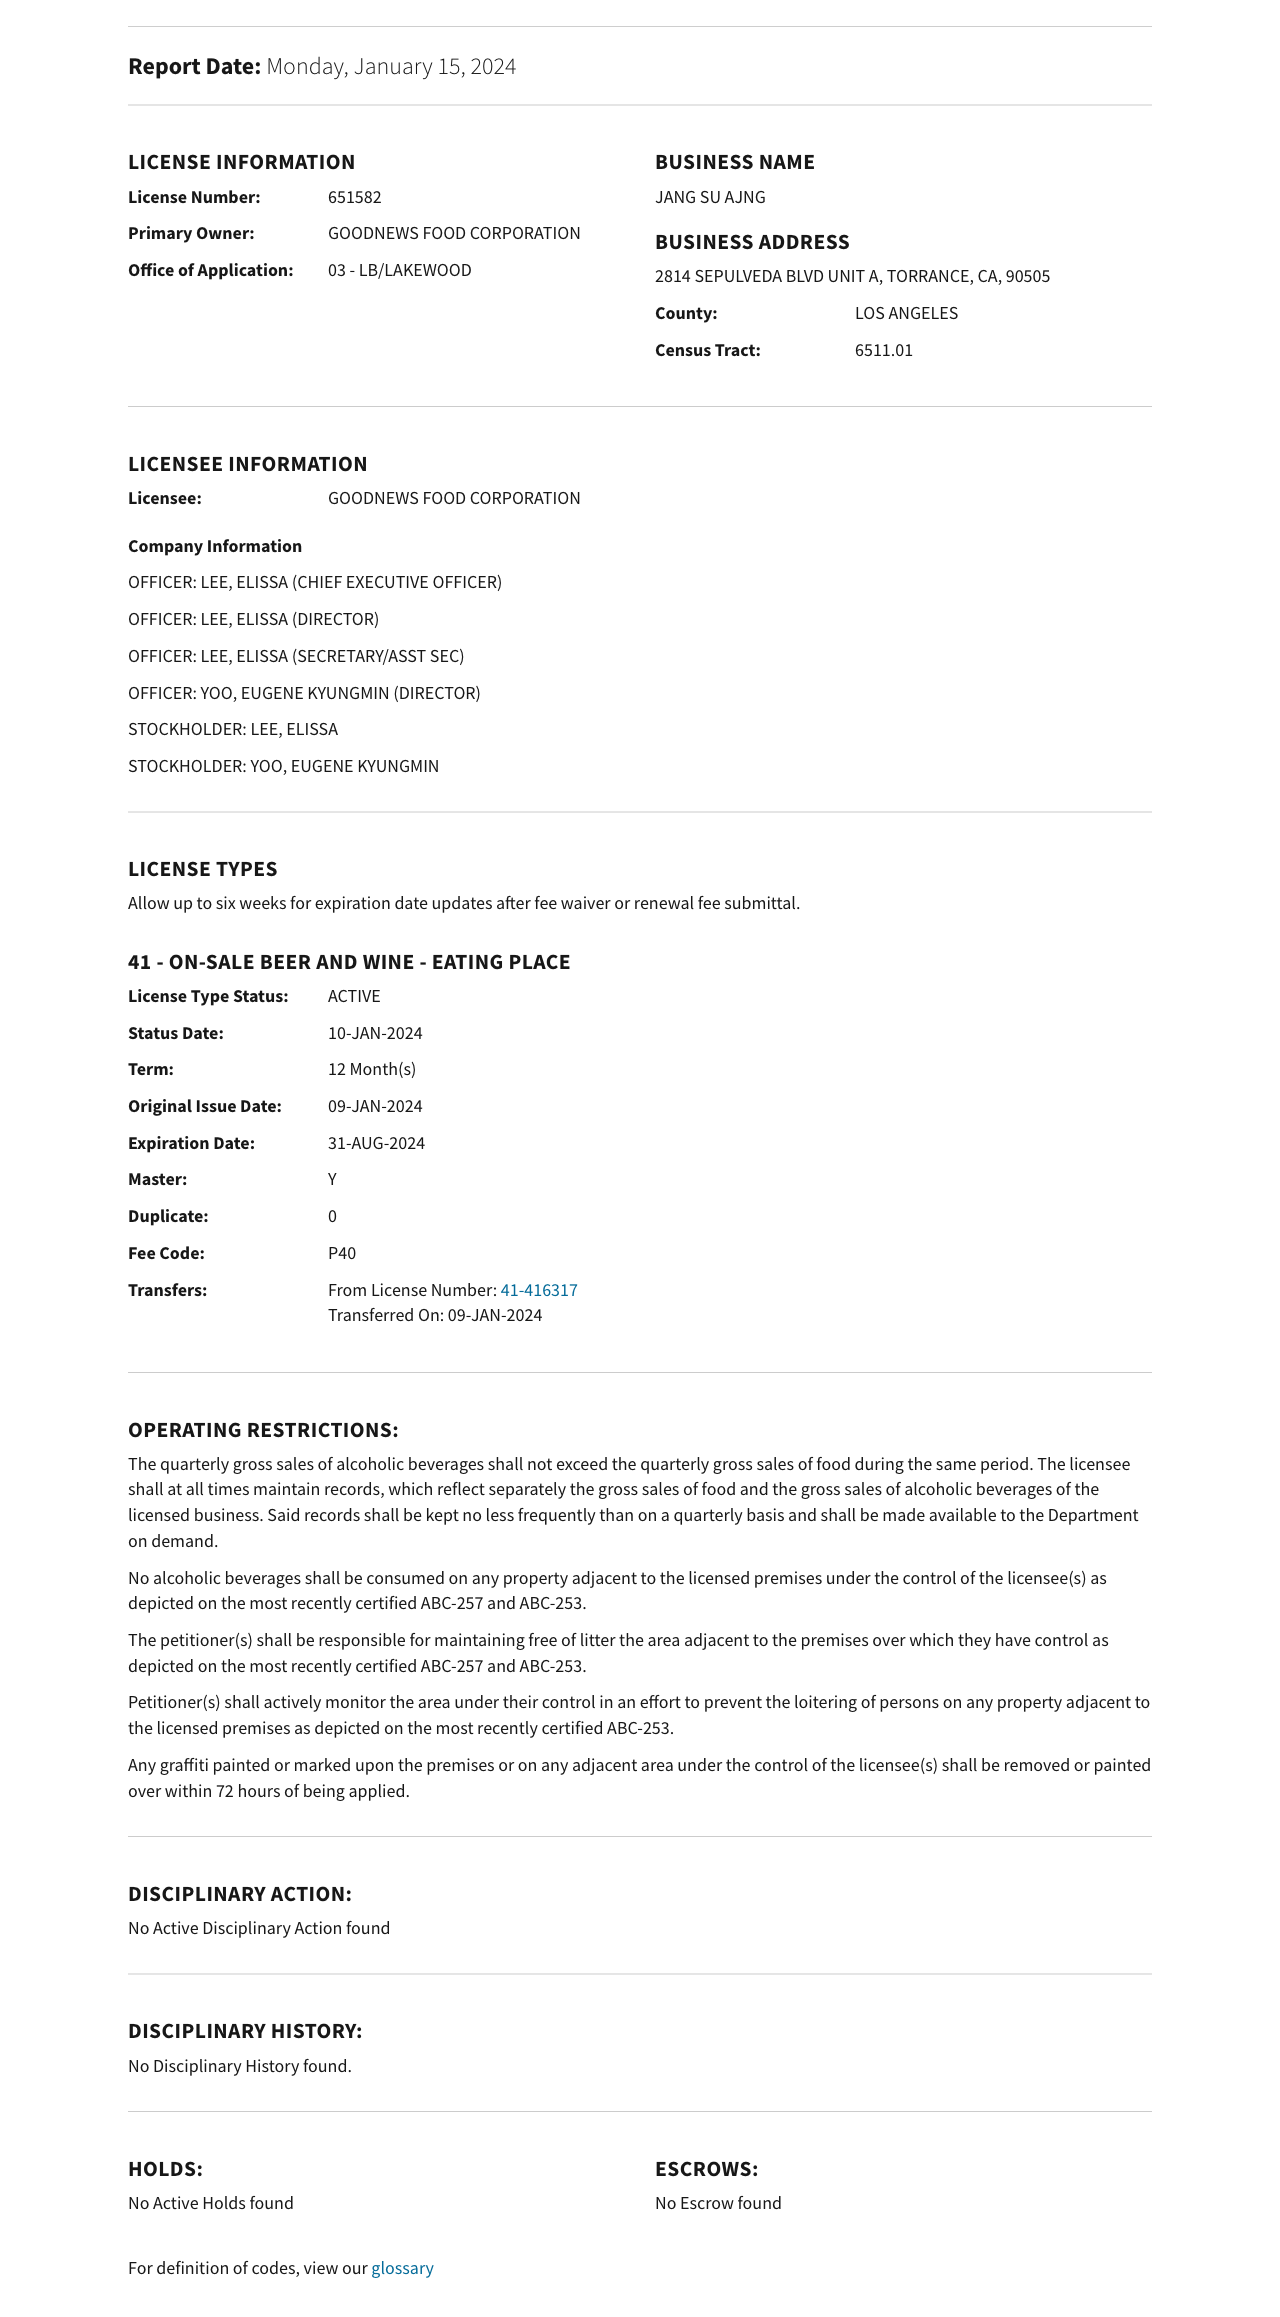 Report Date: Monday, January 15, 2024
LICENSE INFORMATION
License Number: 651582
Primary Owner: GOODNEWS FOOD CORPORATION
Office of Application: 03 - LB/LAKEWOOD
BUSINESS NAME
JANG SU AJNG
BUSINESS ADDRESS
2814 SEPULVEDA BLVD UNIT A, TORRANCE, CA, 90505
County: LOS ANGELES
Census Tract: 6511.01
LICENSEE INFORMATION
Licensee: GOODNEWS FOOD CORPORATION
Company Information
OFFICER: LEE, ELISSA (CHIEF EXECUTIVE OFFICER)
OFFICER: LEE, ELISSA (DIRECTOR)
OFFICER: LEE, ELISSA (SECRETARY/ASST SEC)
OFFICER: YOO, EUGENE KYUNGMIN (DIRECTOR)
STOCKHOLDER: LEE, ELISSA
STOCKHOLDER: YOO, EUGENE KYUNGMIN
LICENSE TYPES
Allow up to six weeks for expiration date updates after fee waiver or renewal fee submittal.
41 - ON-SALE BEER AND WINE - EATING PLACE
License Type Status: ACTIVE
Status Date: 10-JAN-2024
Term: 12 Month(s)
Original Issue Date: 09-JAN-2024
Expiration Date: 31-AUG-2024
Master: Y
Duplicate: 0
Fee Code: P40
Transfers: From License Number: 41-416317
Transferred On: 09-JAN-2024
OPERATING RESTRICTIONS:
The quarterly gross sales of alcoholic beverages shall not exceed the quarterly gross sales of food during the same period. The licensee
shall at all times maintain records, which reflect separately the gross sales of food and the gross sales of alcoholic beverages of the
licensed business. Said records shall be kept no less frequently than on a quarterly basis and shall be made available to the Department
on demand.
No alcoholic beverages shall be consumed on any property adjacent to the licensed premises under the control of the licensee(s) as
depicted on the most recently certified ABC-257 and ABC-253.
The petitioner(s) shall be responsible for maintaining free of litter the area adjacent to the premises over which they have control as
depicted on the most recently certified ABC-257 and ABC-253.
Petitioner(s) shall actively monitor the area under their control in an effort to prevent the loitering of persons on any property adjacent to
the licensed premises as depicted on the most recently certified ABC-253.
Any graffiti painted or marked upon the premises or on any adjacent area under the control of the licensee(s) shall be removed or painted
over within 72 hours of being applied.
DISCIPLINARY ACTION:
No Active Disciplinary Action found
DISCIPLINARY HISTORY:
No Disciplinary History found.
HOLDS:
No Active Holds found
ESCROWS:
No Escrow found
For definition of codes, view our glossary